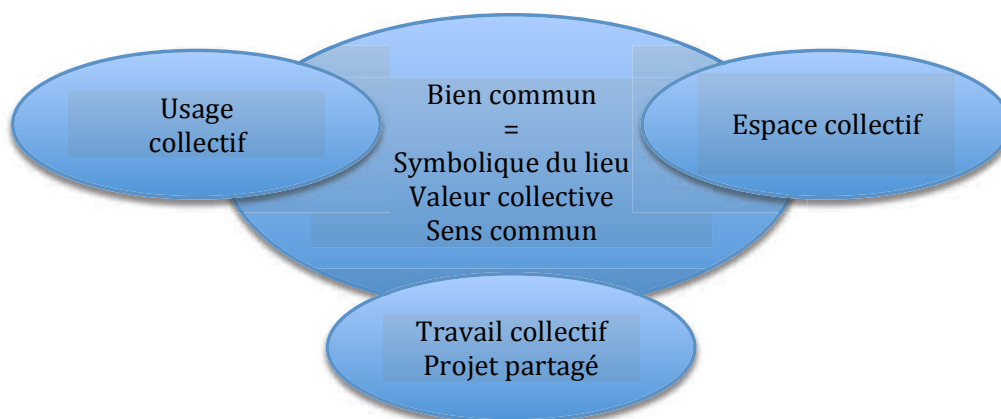 Usage
collectif
Bien commun
=
Symbolique du lieu
Valeur collective
Sens commun
Espace collectif
Travail collectif
Projet partagé